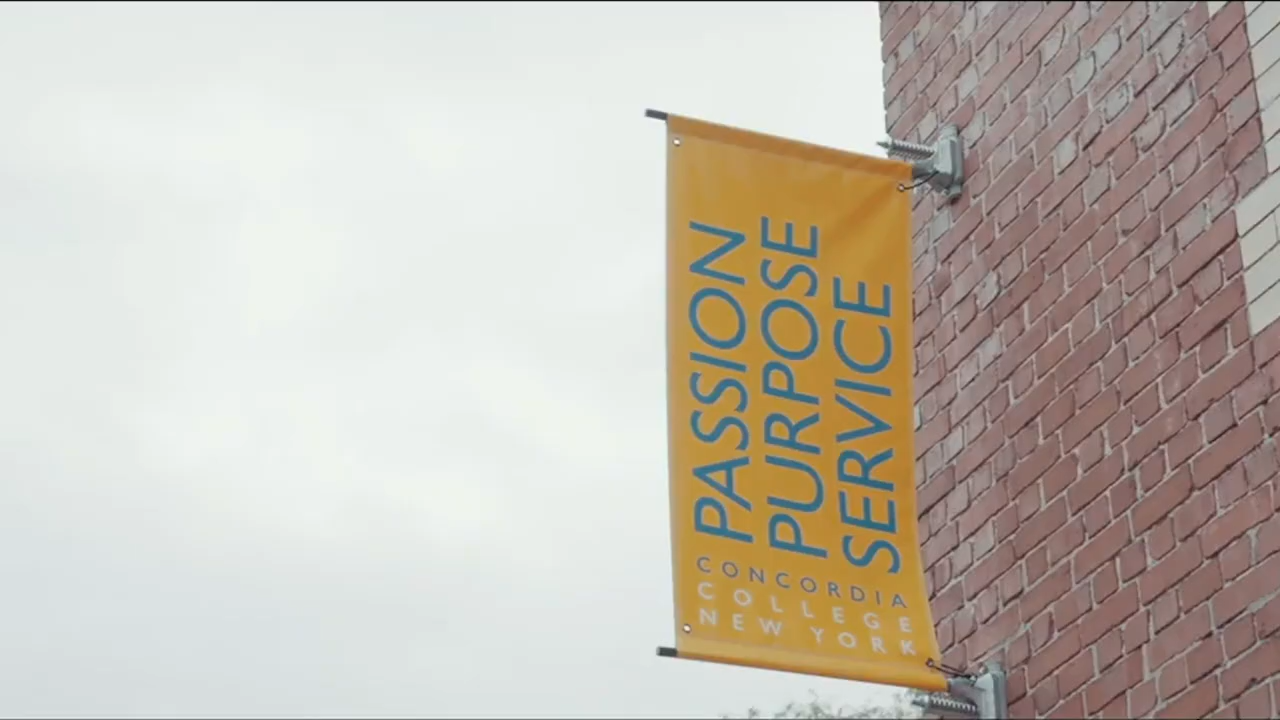 PASSION
PURPOSE
SERVICE
CONCORDIA
COLLEGE
NEW YORK